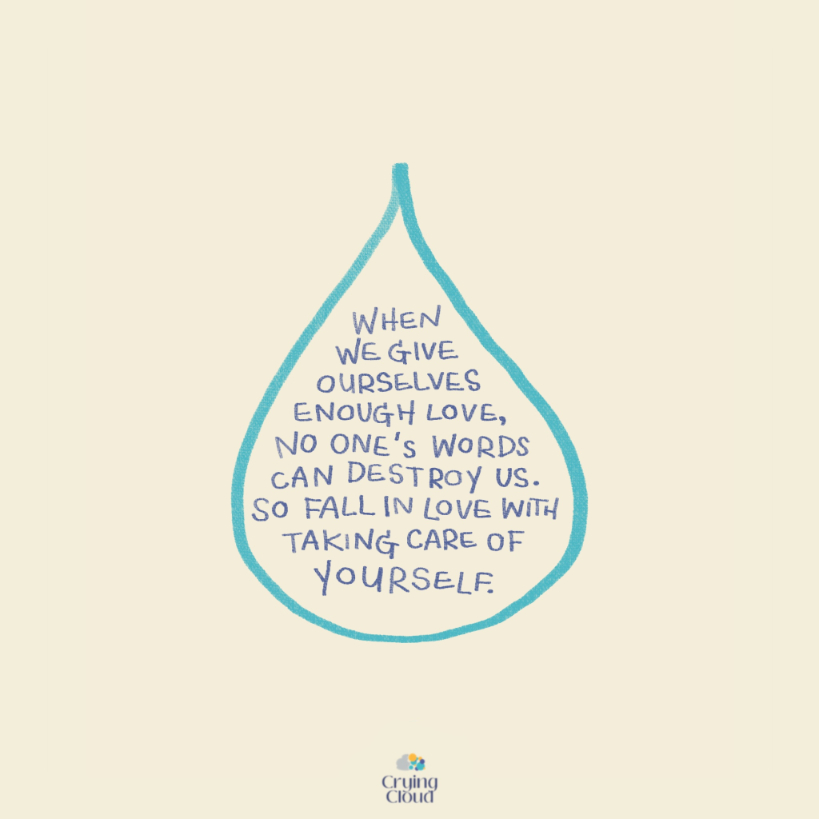 WHEN
WE GIVE
OURSELVES
ENOUGH LOVE,
NO ONE'S WORDS
CAN DESTROY US.
SO FALL IN LOVE WITH
TAKING CARE OF
YOURSELF.
Crying
Cloud